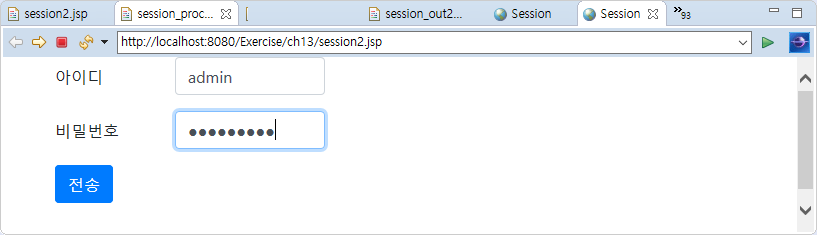 session2.jsp session_proc... session_out2... Session Session »93
http://localhost:8080/Exercise/ch13/session2.jsp
아이디 admin
비밀번호 ●●●●●●●●●
전송